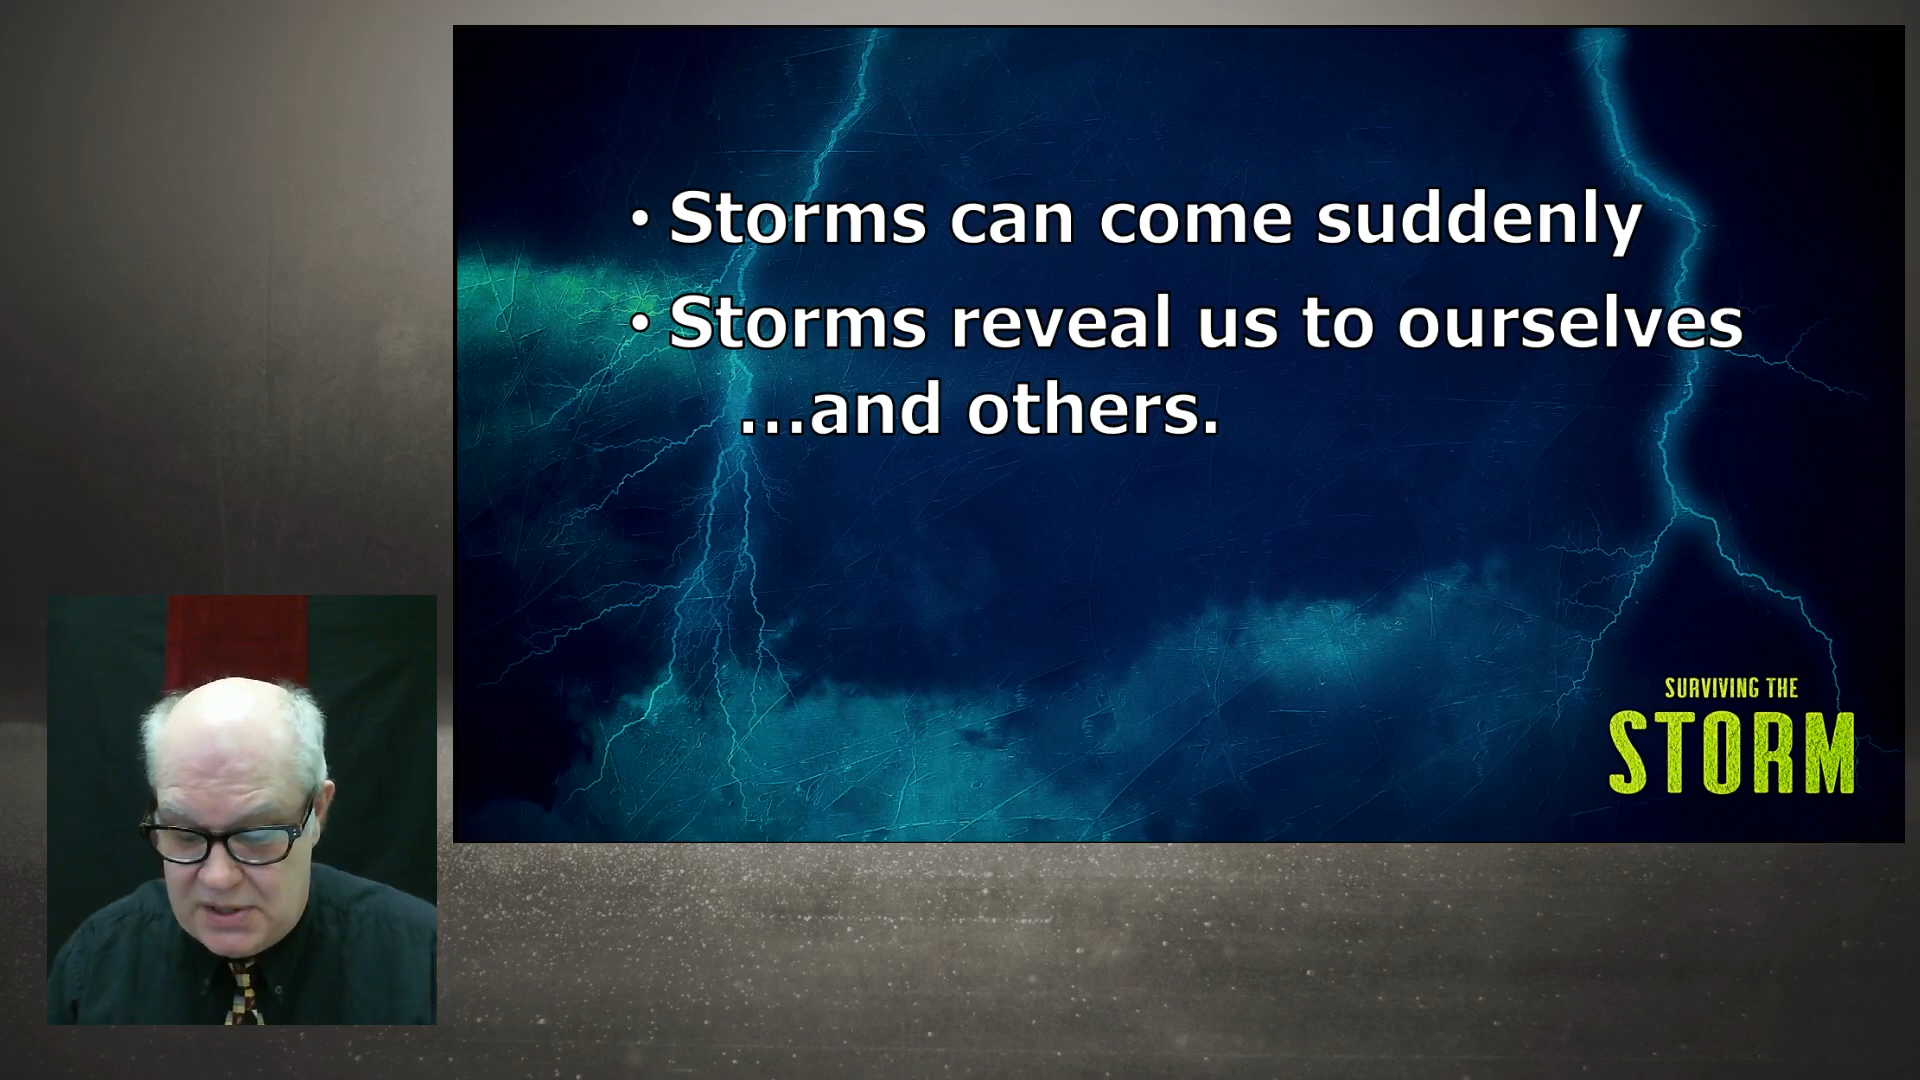 • Storms can come suddenly
• Storms reveal us to ourselves
...and others.
SURVIVING THE
STORM